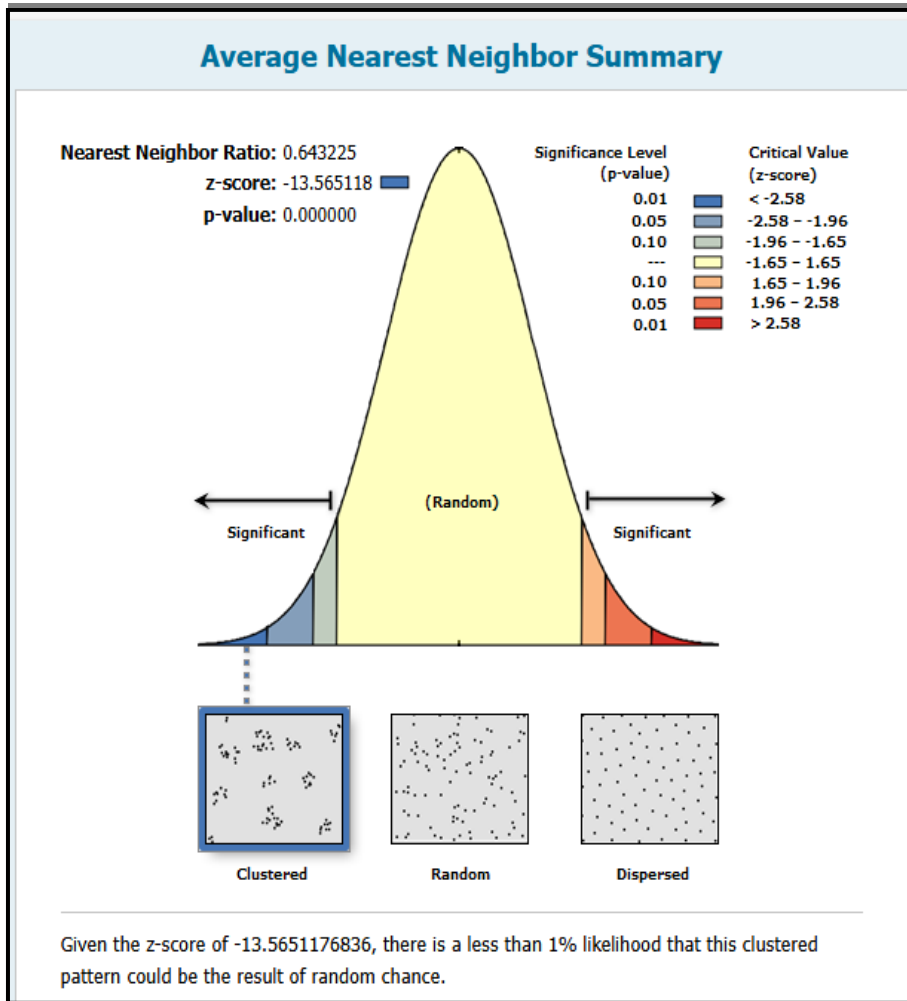 Average Nearest Neighbor Summary
Nearest Neighbor Ratio: 0.643225
z-score: -13.565118
p-value: 0.000000
Significance Level (p-value) Critical Value (z-score)
0.01 < -2.58
0.05 -2.58 – -1.96
0.10 -1.96 – -1.65
--- -1.65 – 1.65
0.10 1.65 – 1.96
0.05 1.96 – 2.58
0.01 > 2.58
(Random)
Significant
Significant
Clustered
Random
Dispersed
Given the z-score of -13.5651176836, there is a less than 1% likelihood that this clustered
pattern could be the result of random chance.